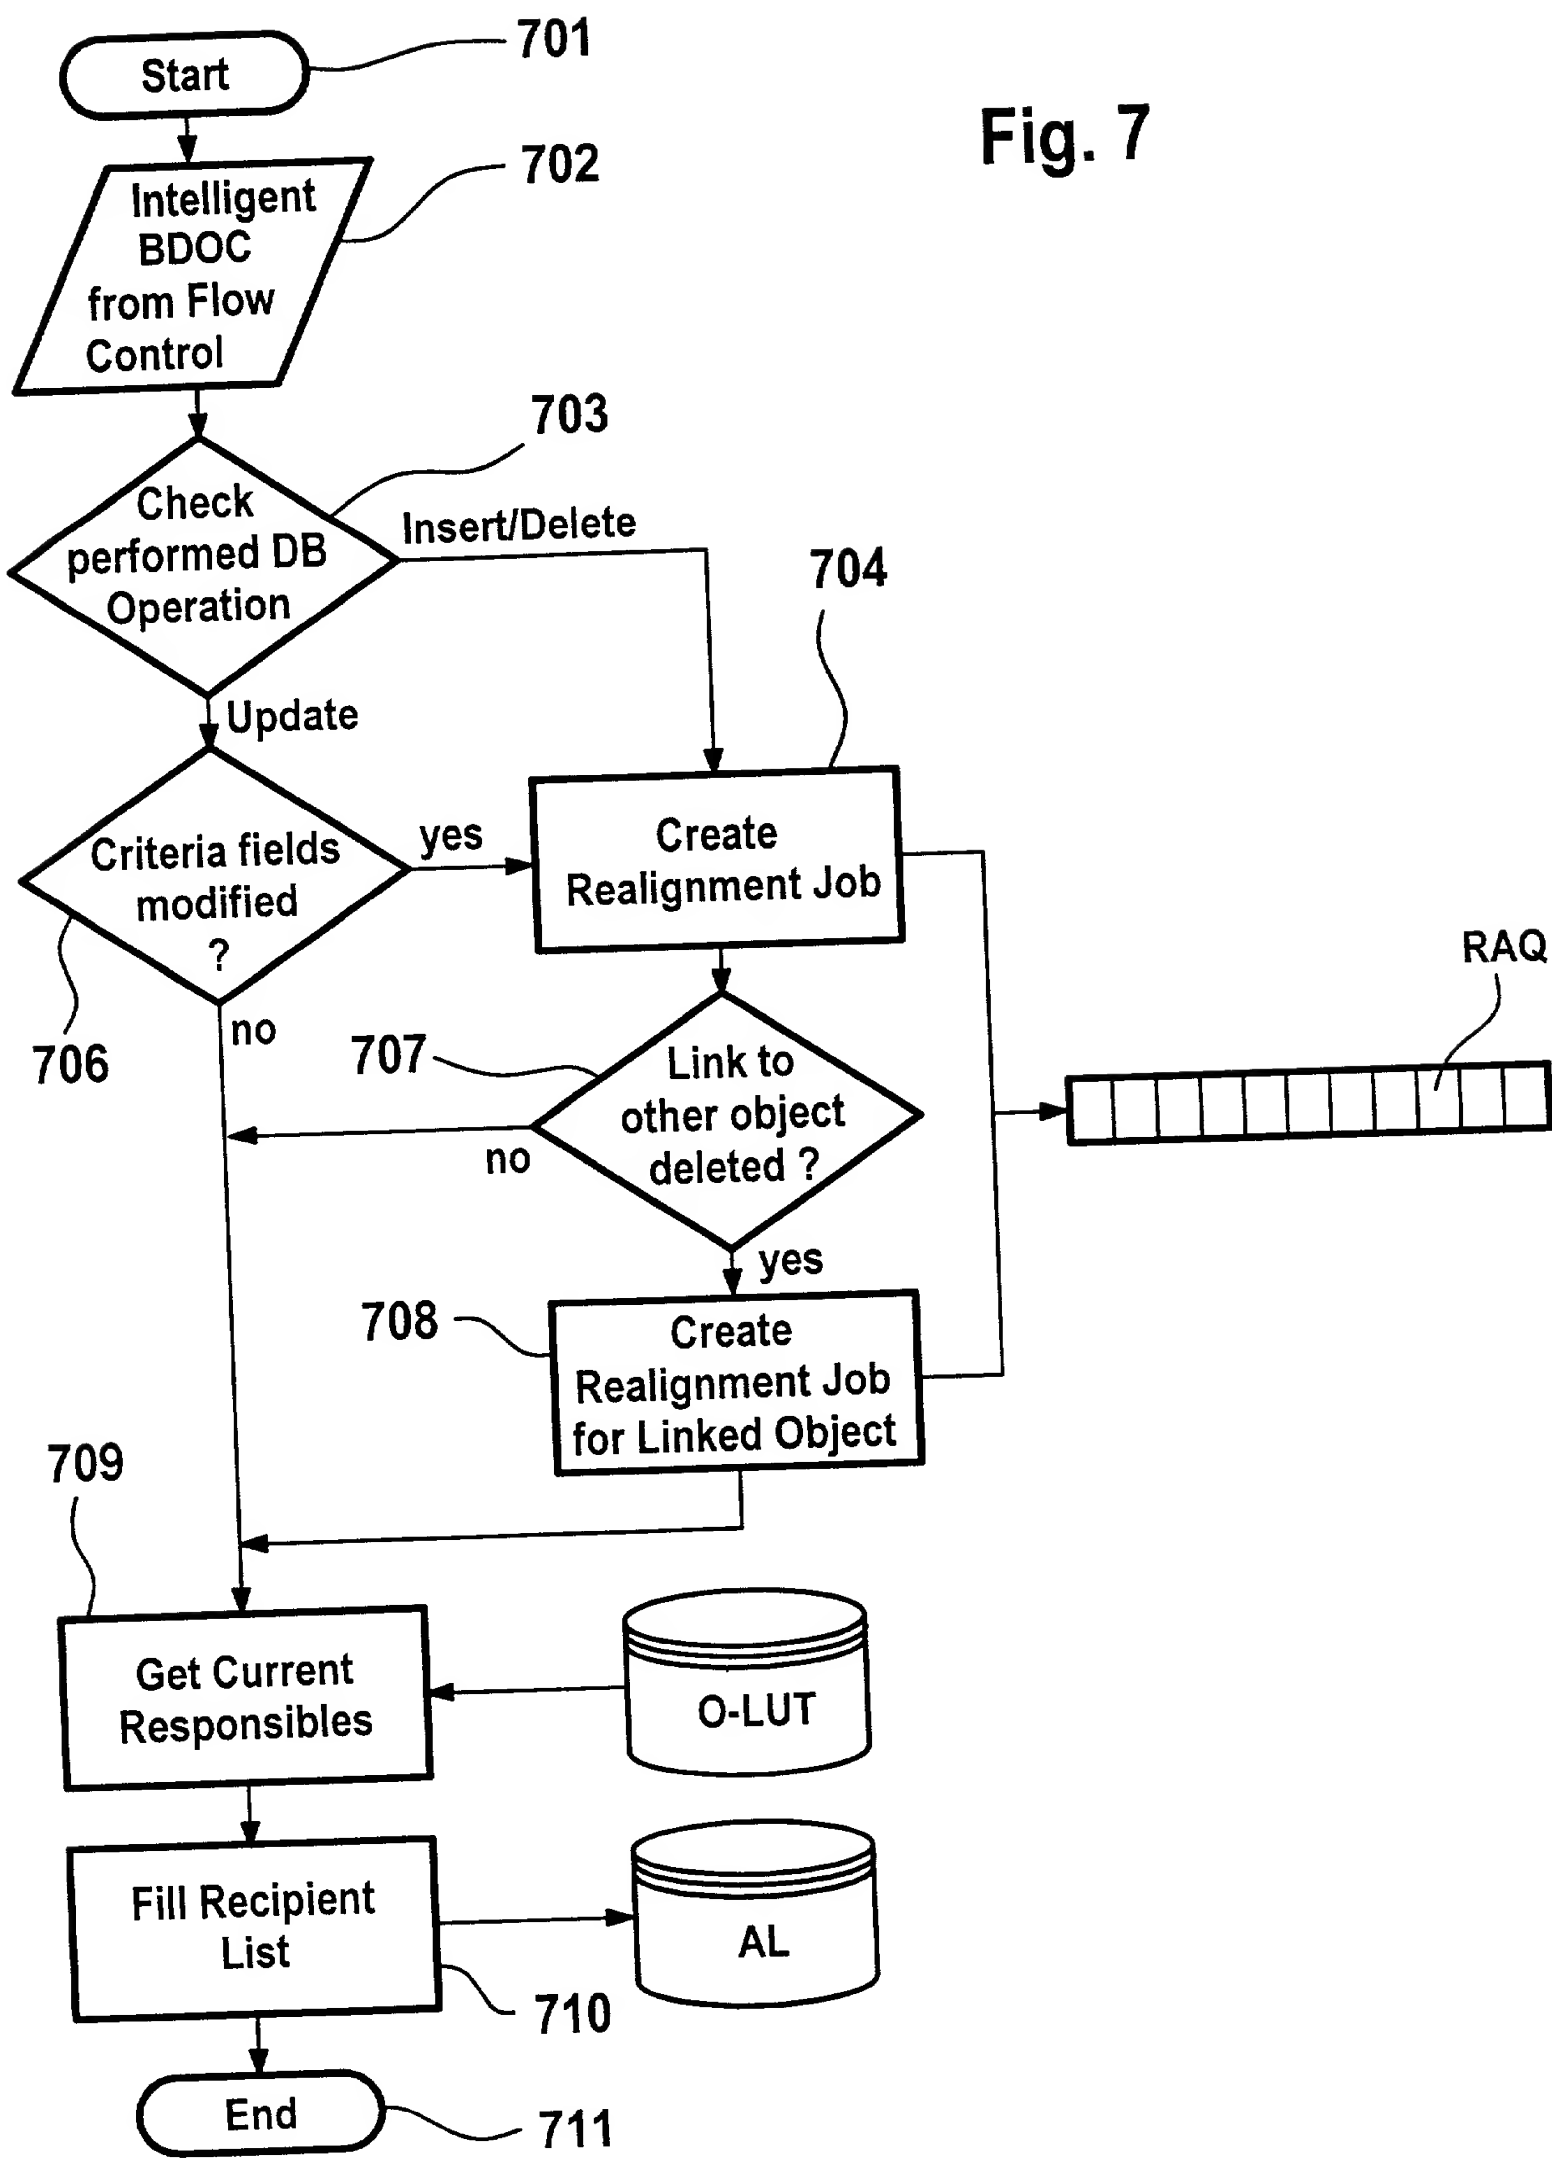 701
Start
Fig. 7
702
Intelligent
BDOC
from Flow
Control
703
Check
performed DB
Operation
Insert/Delete
704
Update
Criteria fields
modified
?
yes
706
no
Create
Realignment Job
RAQ
707
Link to
other object
deleted ?
no
yes
708
Create
Realignment Job
for Linked Object
709
Get Current
Responsibles
O-LUT
Fill Recipient
List
AL
710
End
711